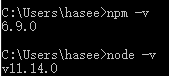 C:\Users\hasee>npm -v
6.9.0
C:\Users\hasee>node -v
v11.14.0